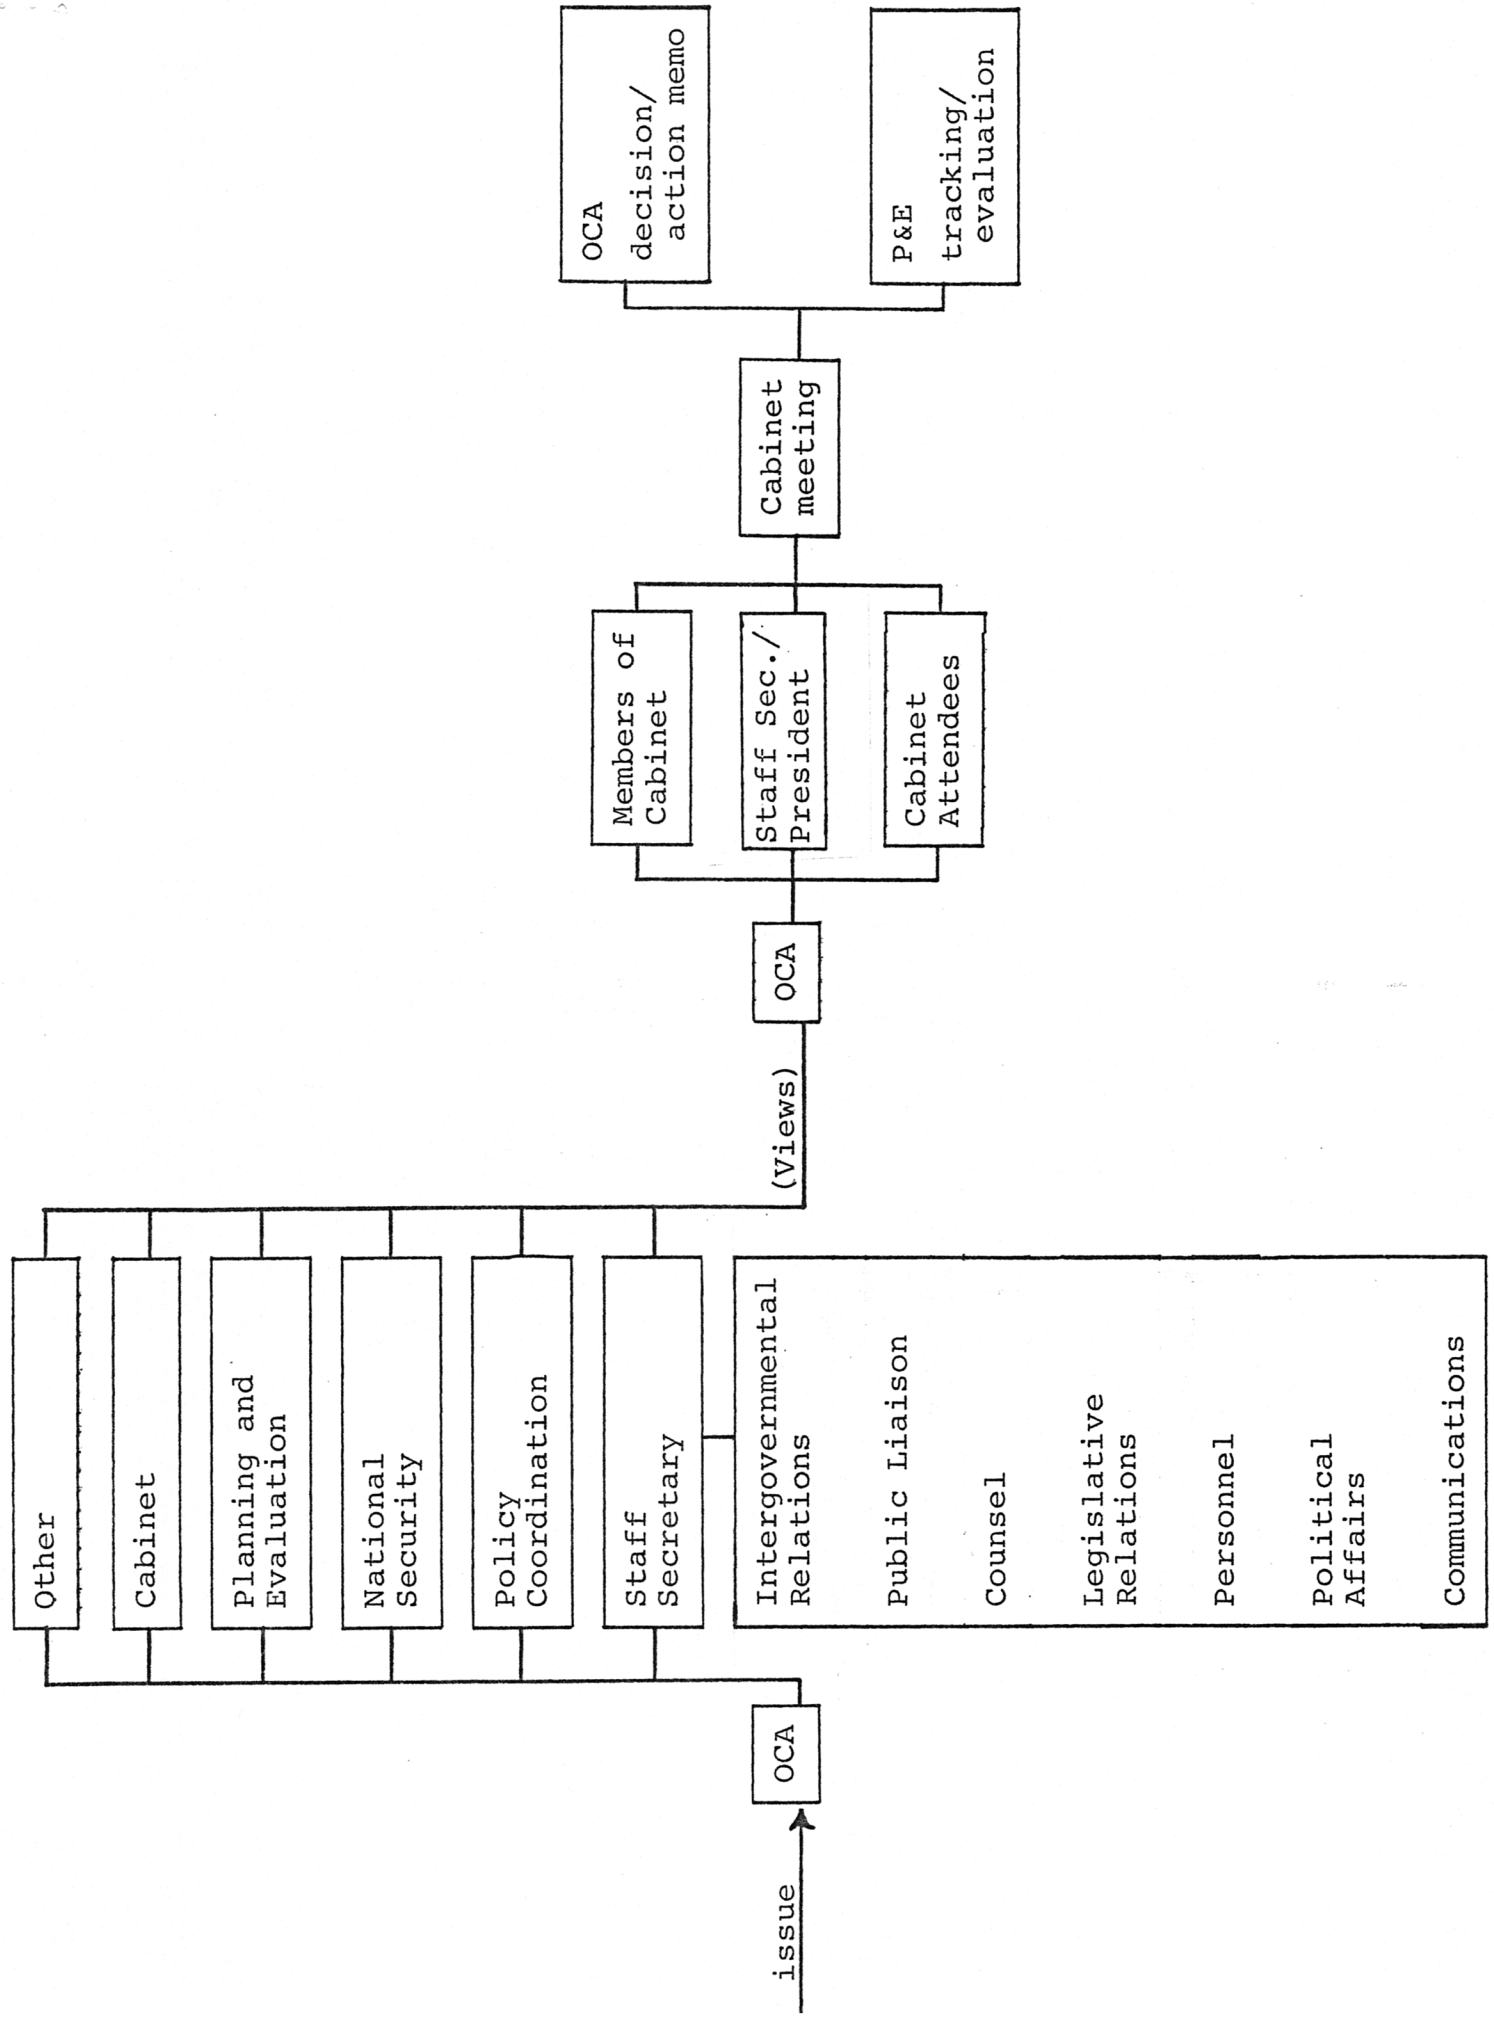 issue
OCA
Other
Cabinet
Planning and
Evaluation
National
Security
Policy
Coordination
Staff
Secretary
Intergovernmental
Relations
Public Liaison
Counsel
Legislative
Relations
Personnel
Political
Affairs
Communications
(Views)
OCA
Members of
Cabinet
Staff Sec./
President
Cabinet
Attendees
Cabinet
meeting
OCA
decision/
action memo
P&E
tracking/
evaluation